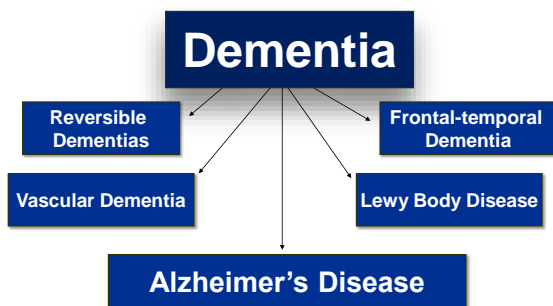 Dementia
Reversible
Dementias
Frontal-temporal
Dementia
Vascular Dementia
Lewy Body Disease
Alzheimer’s Disease